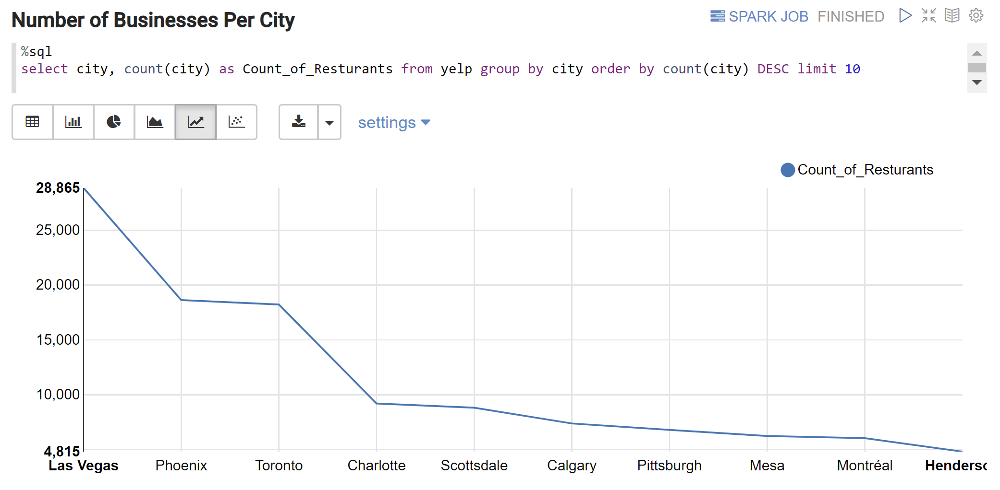 Number of Businesses Per City
SPARK JOB FINISHED
%sql
select city, count(city) as Count_of_Resturants from yelp group by city order by count(city) DESC limit 10
settings
Count_of_Resturants
28,865
25,000
20,000
15,000
10,000
4,815
Las Vegas Phoenix Toronto Charlotte Scottsdale Calgary Pittsburgh Mesa Montréal Henderso